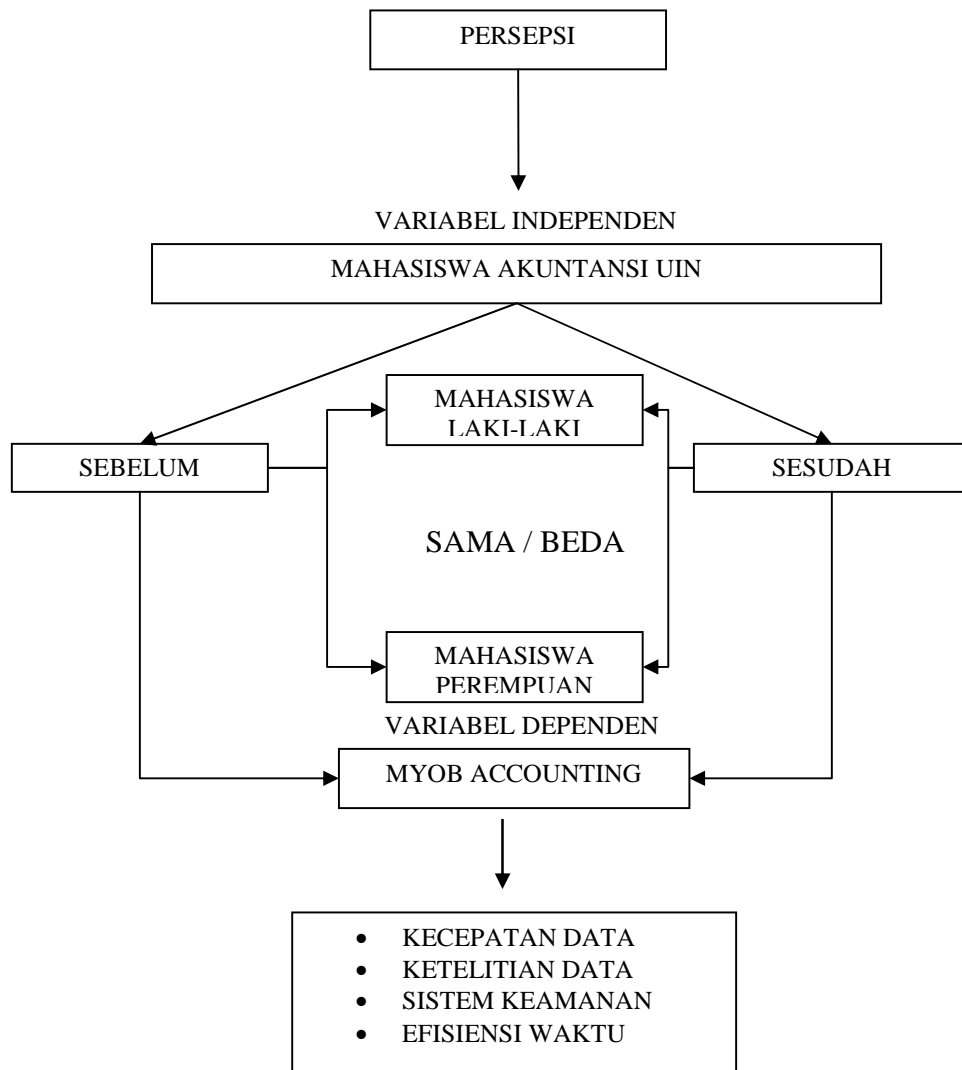 PERSEPSI
VARIABEL INDEPENDEN
MAHASISWA AKUNTANSI UIN
MAHASISWA
LAKI-LAKI
SEBELUM
SESUDAH
SAMA / BEDA
MAHASISWA
PEREMPUAN
VARIABEL DEPENDEN
MYOB ACCOUNTING
• KECEPATAN DATA
• KETELITIAN DATA
• SISTEM KEAMANAN
• EFISIENSI WAKTU